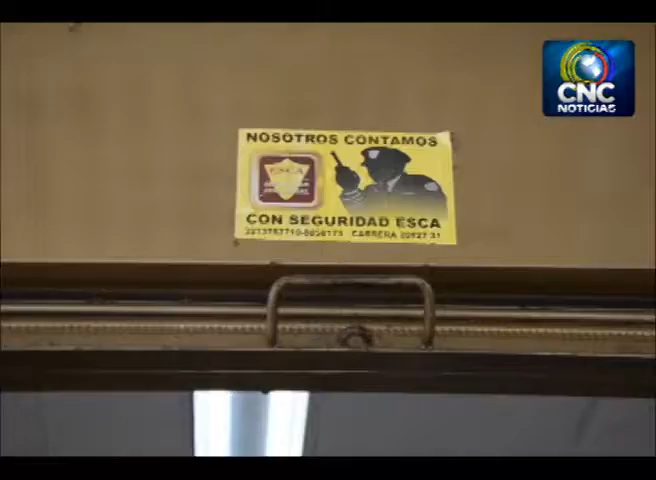 CNC
NOTICIAS
NOSOTROS CONTAMOS
ESCA
CON SEGURIDAD ESCA
CARRERA